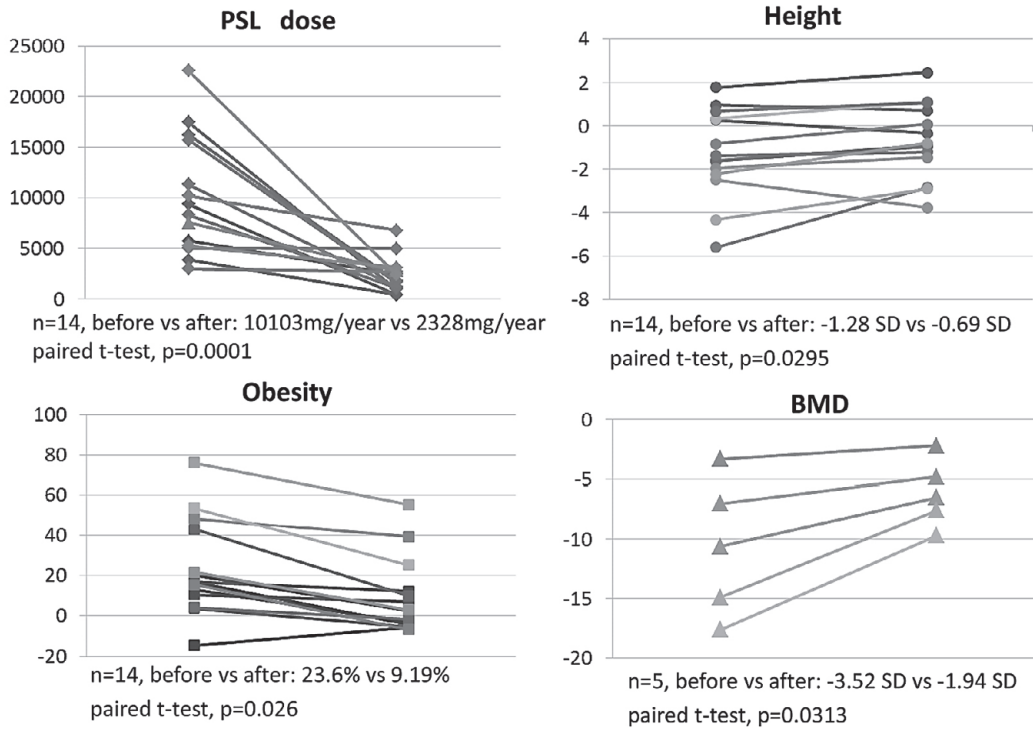 PSL dose
25000
20000
15000
10000
5000
0
n=14, before vs after: 10103mg/year vs 2328mg/year
paired t-test, p=0.0001
Height
4
2
0
-2
-4
-6
-8
n=14, before vs after: -1.28 SD vs -0.69 SD
paired t-test, p=0.0295
Obesity
100
80
60
40
20
0
-20
n=14, before vs after: 23.6% vs 9.19%
paired t-test, p=0.026
BMD
0
-5
-10
-15
-20
n=5, before vs after: -3.52 SD vs -1.94 SD
paired t-test, p=0.0313